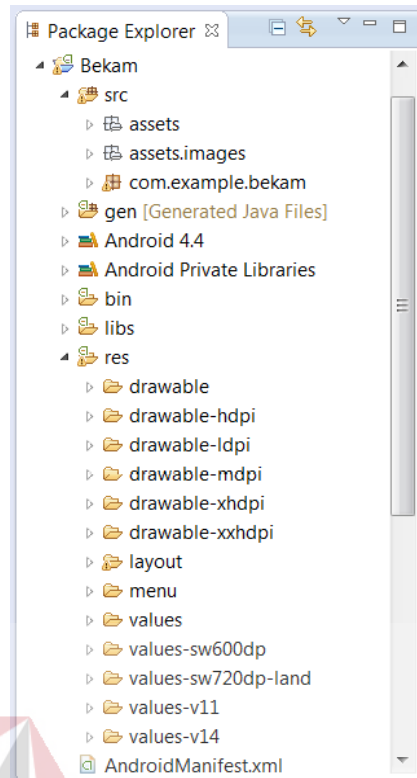 Package Explorer
Bekam
src
assets
assets.images
com.example.bekam
gen [Generated Java Files]
Android 4.4
Android Private Libraries
bin
libs
res
drawable
drawable-hdpi
drawable-ldpi
drawable-mdpi
drawable-xhdpi
drawable-xxhdpi
layout
menu
values
values-sw600dp
values-sw720dp-land
values-v11
values-v14
AndroidManifest.xml